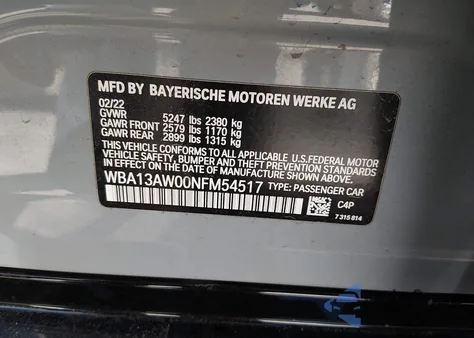 MFD BY BAYERISCHE MOTOREN WERKE AG
02/22
GVWR 5247 lbs 2380 kg
GAWR FRONT 2579 lbs 1170 kg
GAWR REAR 2899 lbs 1315 kg
THIS VEHICLE CONFORMS TO ALL APPLICABLE U.S.FEDERAL MOTOR
VEHICLE SAFETY, BUMPER, AND THEFT PREVENTION STANDARDS
IN EFFECT ON THE DATE OF MANUFACTURE SHOWN ABOVE.
WBA13AW00NFM54517 TYPE: PASSENGER CAR
C4P
7 315 814